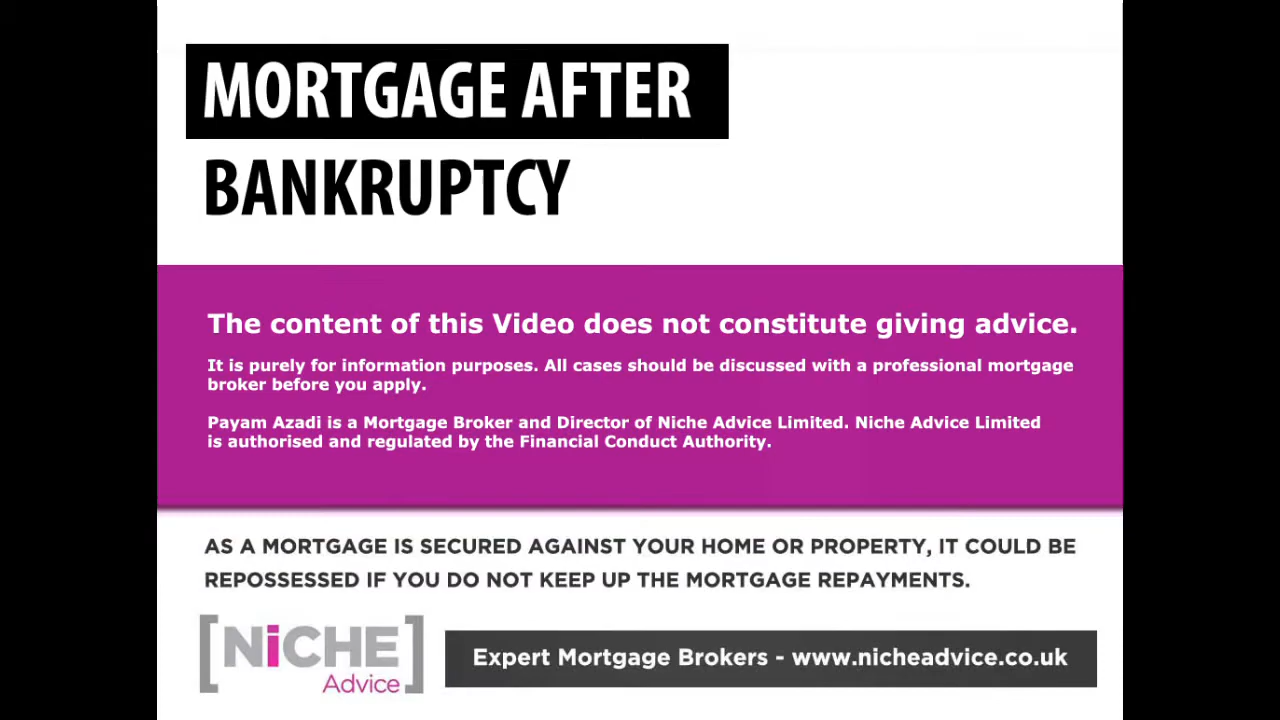 MORTGAGE AFTER
BANKRUPTCY
The content of this Video does not constitute giving advice.
It is purely for information purposes. All cases should be discussed with a professional mortgage
broker before you apply.
Payam Azadi is a Mortgage Broker and Director of Niche Advice Limited. Niche Advice Limited
is authorised and regulated by the Financial Conduct Authority.
AS A MORTGAGE IS SECURED AGAINST YOUR HOME OR PROPERTY, IT COULD BE
REPOSSESSED IF YOU DO NOT KEEP UP THE MORTGAGE REPAYMENTS.
[NiCHE
Advice]
Expert Mortgage Brokers - www.nicheadvice.co.uk